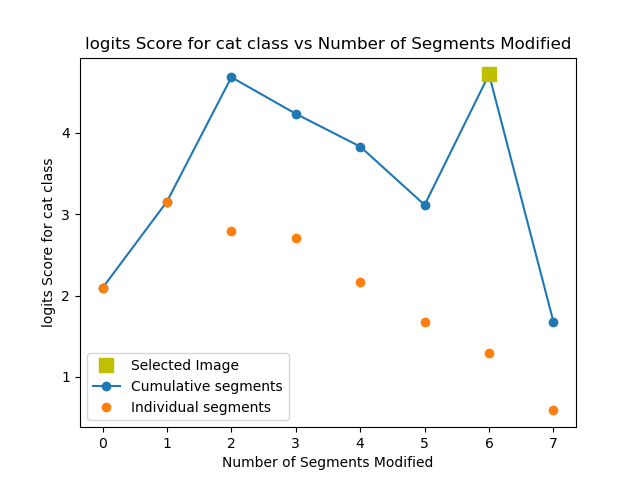 logits Score for cat class vs Number of Segments Modified
logits Score for cat class
4
3
2
1
Selected Image
Cumulative segments
Individual segments
0 1 2 3 4 5 6 7
Number of Segments Modified